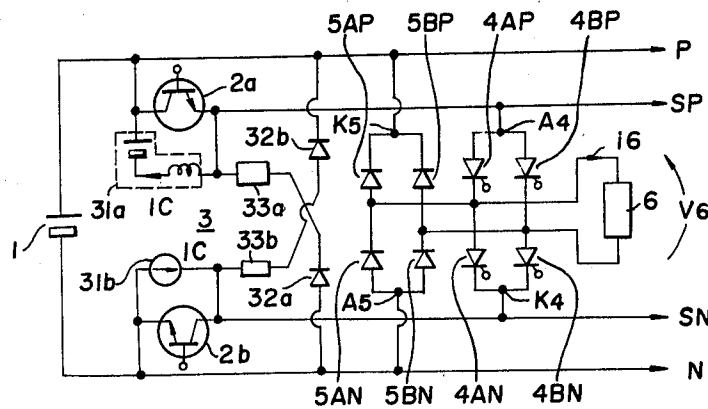 5AP 5BP 4AP 4BP
P
2a
SP
K5
A4
32b
i6
31a
1C
33a
6
V6
3
1
1C
33b
31b
32a
A5
K4
SN
2b
N
5AN 5BN 4AN 4BN